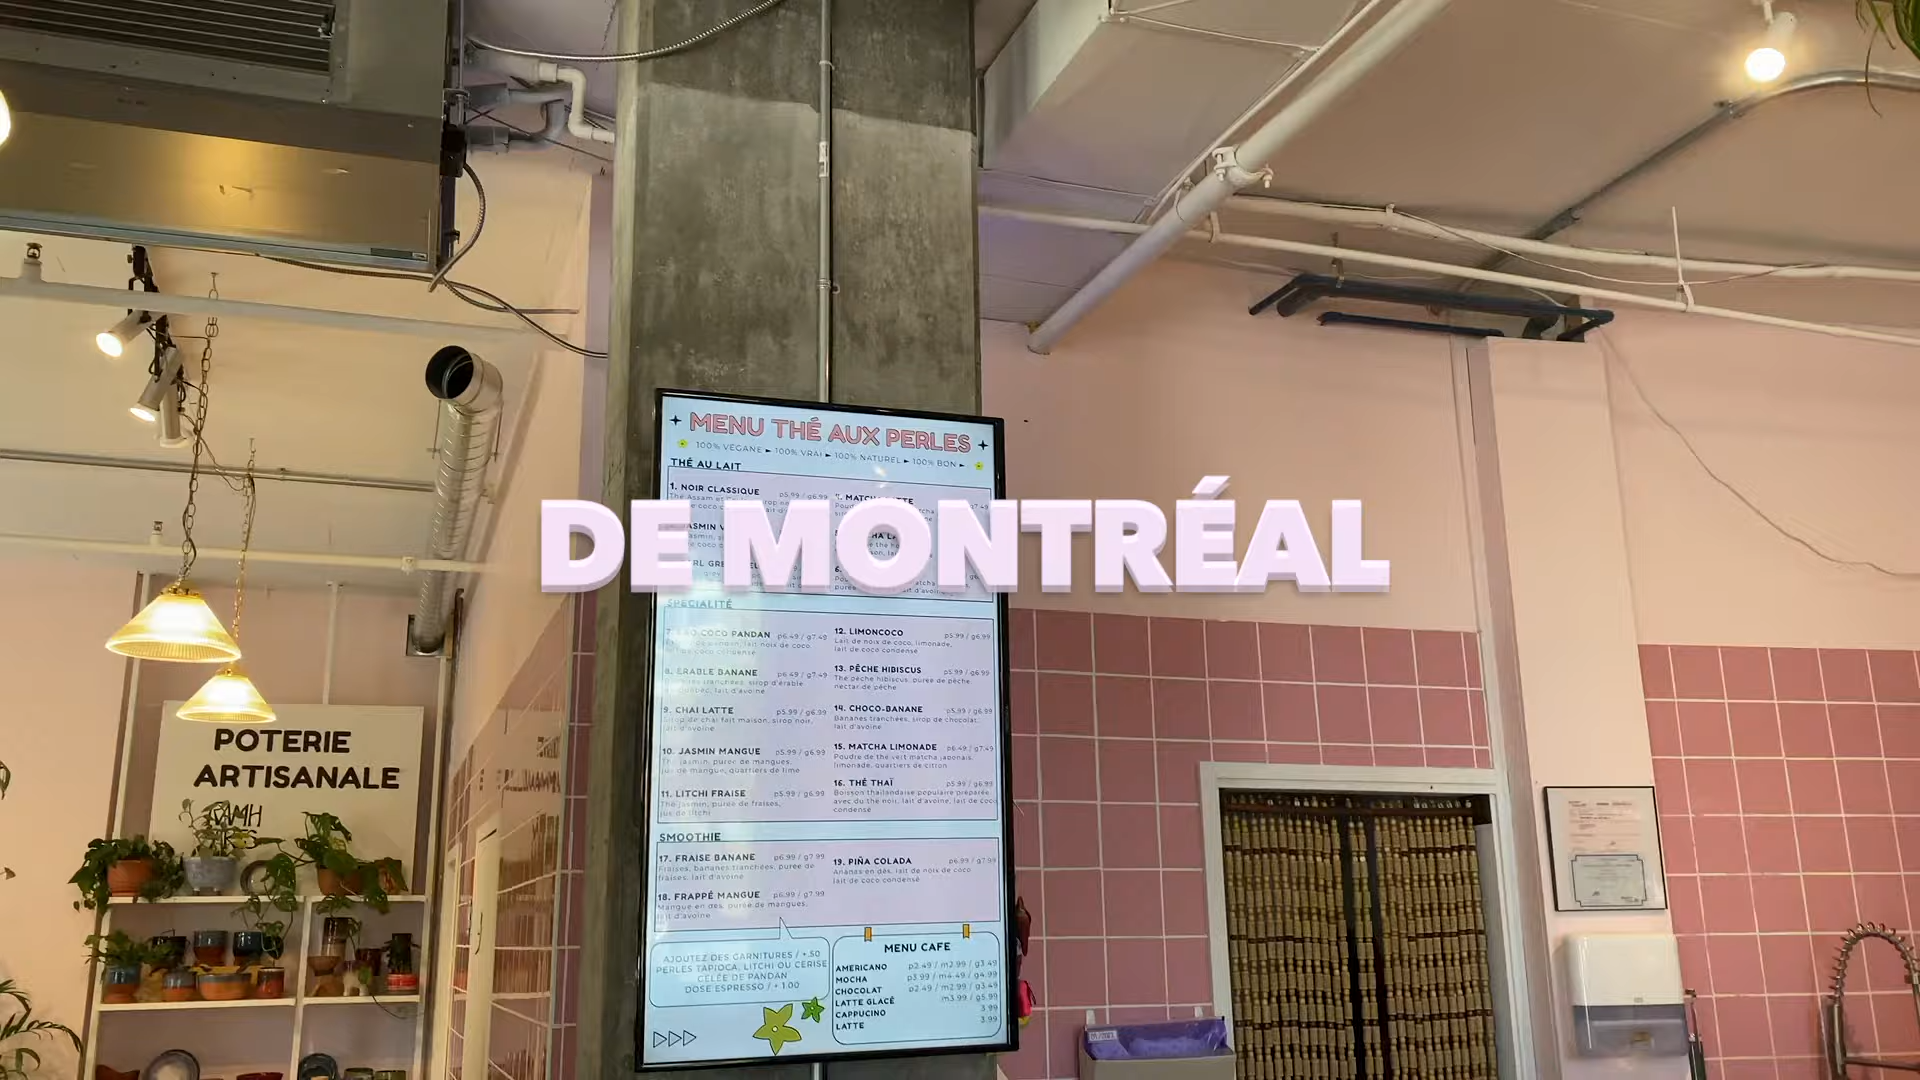 MENU THÉ AUX PERLES
100% VÉGANE ► 100% VRAI ► 100% NATUREL ► 100% BON ►
THÉ AU LAIT
1. NOIR CLASSIQUE p5.99 / g6.99
DE MONTRÉAL
SPÉCIALITÉ
COCO PANDAN p6.49 / g7.49
8. ÉRABLE BANANE p6.49 / g7.49
9. CHAI LATTE p5.99 / g6.99
Sirop de chai fait maison, sirop noir,
lait d'avoine
10. JASMIN MANGUE p5.99 / g6.99
Thé jasmin, purée de mangues,
jus de mangue, quartiers de lime
11. LITCHI FRAISE p5.99 / g6.99
Thé jasmin, purée de fraises,
jus de litchi
12. LIMONCOCO p5.99 / g6.99
Lait de noix de coco, limonade,
lait de coco condensé
13. PÊCHE HIBISCUS p5.99 / g6.99
Thé pêche hibiscus, purée de pêche,
nectar de pêche
14. CHOCO-BANANE p5.99 / g6.99
Bananes tranchées, sirop de chocolat,
lait d'avoine
15. MATCHA LIMONADE p6.49 / g7.49
Poudre de thé vert matcha japonais,
limonade, quartiers de citron
16. THÉ THAÏ p5.99 / g6.99
Boisson thaïlandaise populaire préparée
avec du thé noir, lait d'avoine, lait de coco
condensé
SMOOTHIE
17. FRAISE BANANE p6.99 / g7.99
Fraises, bananes tranchées, purée de
fraises, lait d'avoine
18. FRAPPÉ MANGUE p6.99 / g7.99
Mangue en dés, purée de mangues,
lait d'avoine
19. PIÑA COLADA p6.99 / g7.99
Ananas en dés, lait de noix de coco
lait de coco condensé
AJOUTEZ DES GARNITURES / +.50
PERLES TAPIOCA, LITCHI OU CERISE
GELÉE DE PANDAN
DOSE ESPRESSO / + 1.00
MENU CAFE
AMERICANO p2.49 / m2.99 / g3.49
MOCHA p3.99 / m4.49 / g4.99
CHOCOLAT p2.49 / m2.99 / g3.49
LATTE GLACÉ m3.99 / g5.99
CAPPUCINO 3.99
LATTE 3.99
POTERIE
ARTISANALE